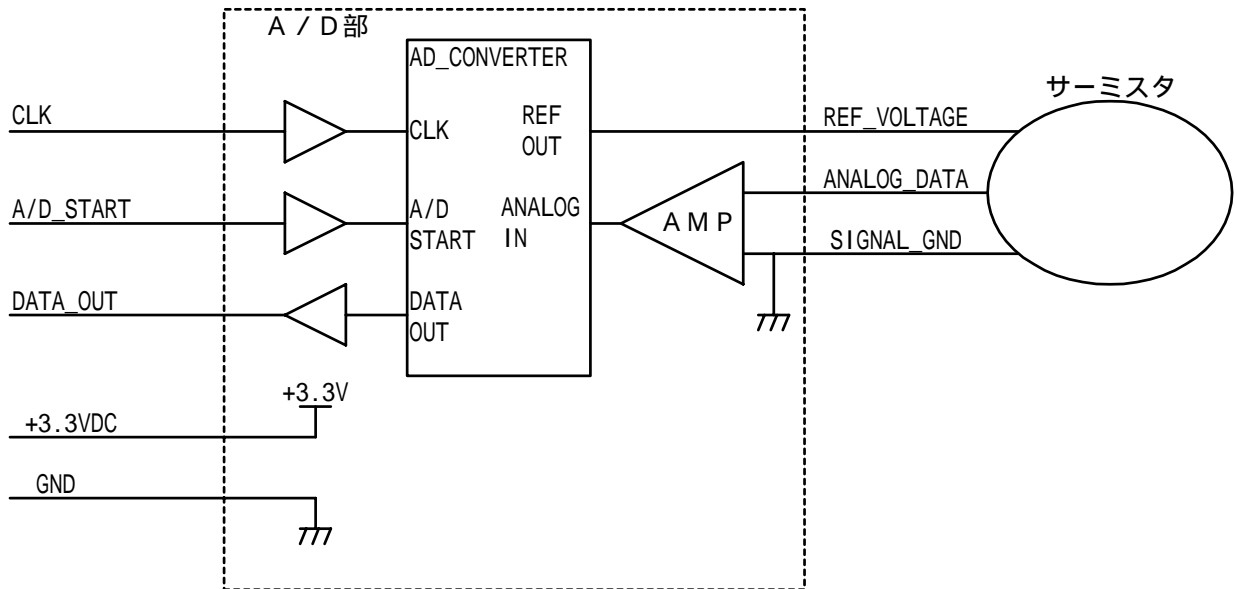 A/D部
AD_CONVERTER
サーミスタ
CLK
CLK
REF
OUT
REF_VOLTAGE
A/D_START
A/D
START
ANALOG
IN
AMP
ANALOG_DATA
SIGNAL_GND
DATA_OUT
DATA
OUT
+3.3V
+3.3VDC
GND